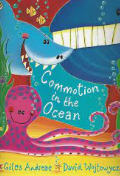 Commotion
in the
Ocean
Giles Andreae David Wojtowycz